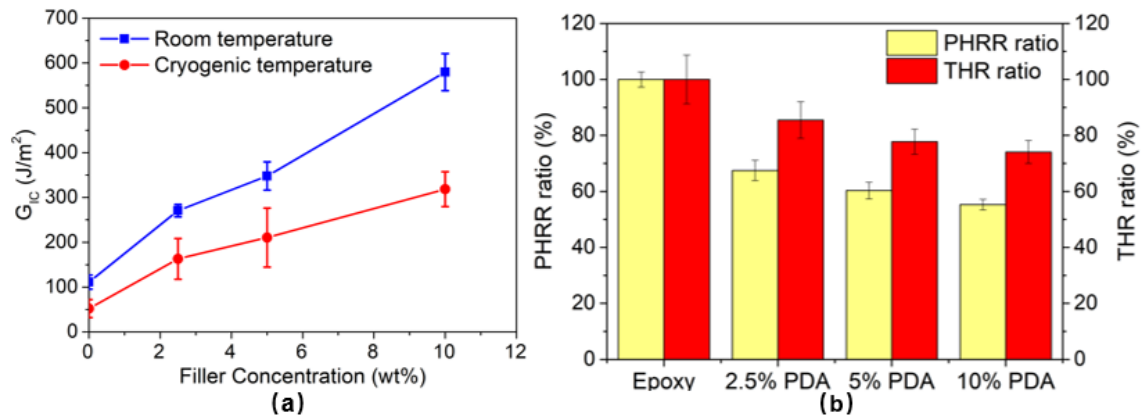 700
600
500
400
300
200
100
0
G_IC (J/m²)
Room temperature
Cryogenic temperature
0 2 4 6 8 10 12
Filler Concentration (wt%)
(a)
120
100
80
60
40
20
0
PHRR ratio (%)
PHRR ratio
THR ratio
120
100
80
60
40
20
0
THR ratio (%)
Epoxy 2.5% PDA 5% PDA 10% PDA
(b)